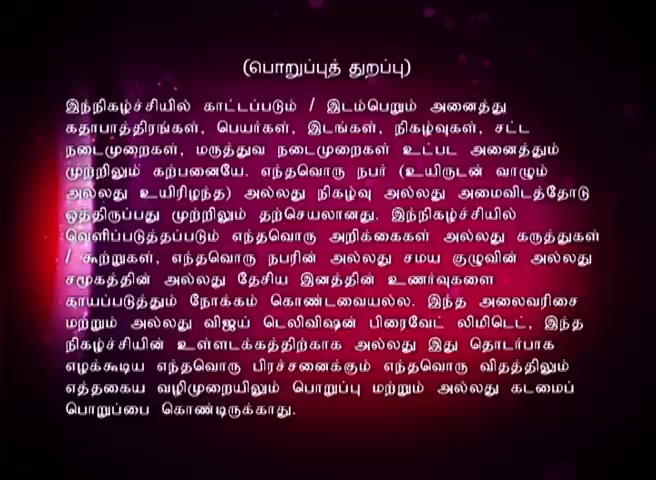 (பொறுப்புத் துறப்பு)
இந்நிகழ்ச்சியில் காட்டப்படும் / இடம்பெறும் அனைத்து
கதாபாத்திரங்கள், பெயர்கள், இடங்கள், நிகழ்வுகள், சட்ட
நடைமுறைகள், மருத்துவ நடைமுறைகள் உட்பட அனைத்தும்
முற்றிலும் கற்பனையே. எந்தவொரு நபர் (உயிருடன் வாழும்
அல்லது உயிரிழந்த) அல்லது நிகழ்வு அல்லது அமைவிடத்தோடு
ஒத்திருப்பது முற்றிலும் தற்செயலானது. இந்நிகழ்ச்சியில்
வெளிப்படுத்தப்படும் எந்தவொரு அறிக்கைகள் அல்லது கருத்துகள்
/ கூற்றுகள், எந்தவொரு நபரின் அல்லது சமய குழுவின் அல்லது
சமூகத்தின் அல்லது தேசிய இனத்தின் உணர்வுகளை
காயப்படுத்தும் நோக்கம் கொண்டவையல்ல. இந்த அலைவரிசை
மற்றும் அல்லது விஜய் டெலிவிஷன் பிரைவேட் லிமிடெட், இந்த
நிகழ்ச்சியின் உள்ளடக்கத்திற்காக அல்லது இது தொடர்பாக
எழக்கூடிய எந்தவொரு பிரச்சனைக்கும் எந்தவொரு விதத்திலும்
எத்தகைய வழிமுறையிலும் பொறுப்பு மற்றும் அல்லது கடமைப்
பொறுப்பை கொண்டிருக்காது.